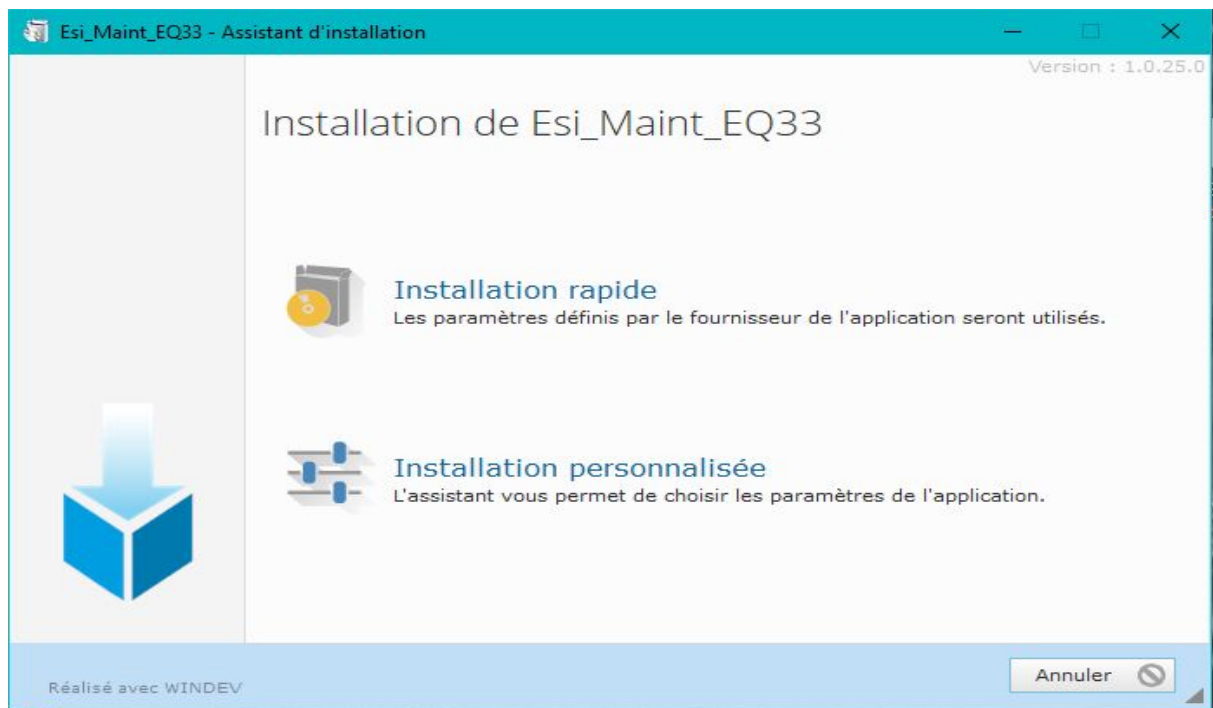 Esi_Maint_EQ33 - Assistant d'installation
Version : 1.0.25.0
Installation de Esi_Maint_EQ33
Installation rapide
Les paramètres définis par le fournisseur de l'application seront utilisés.
Installation personnalisée
L'assistant vous permet de choisir les paramètres de l'application.
Réalisé avec WINDEV
Annuler